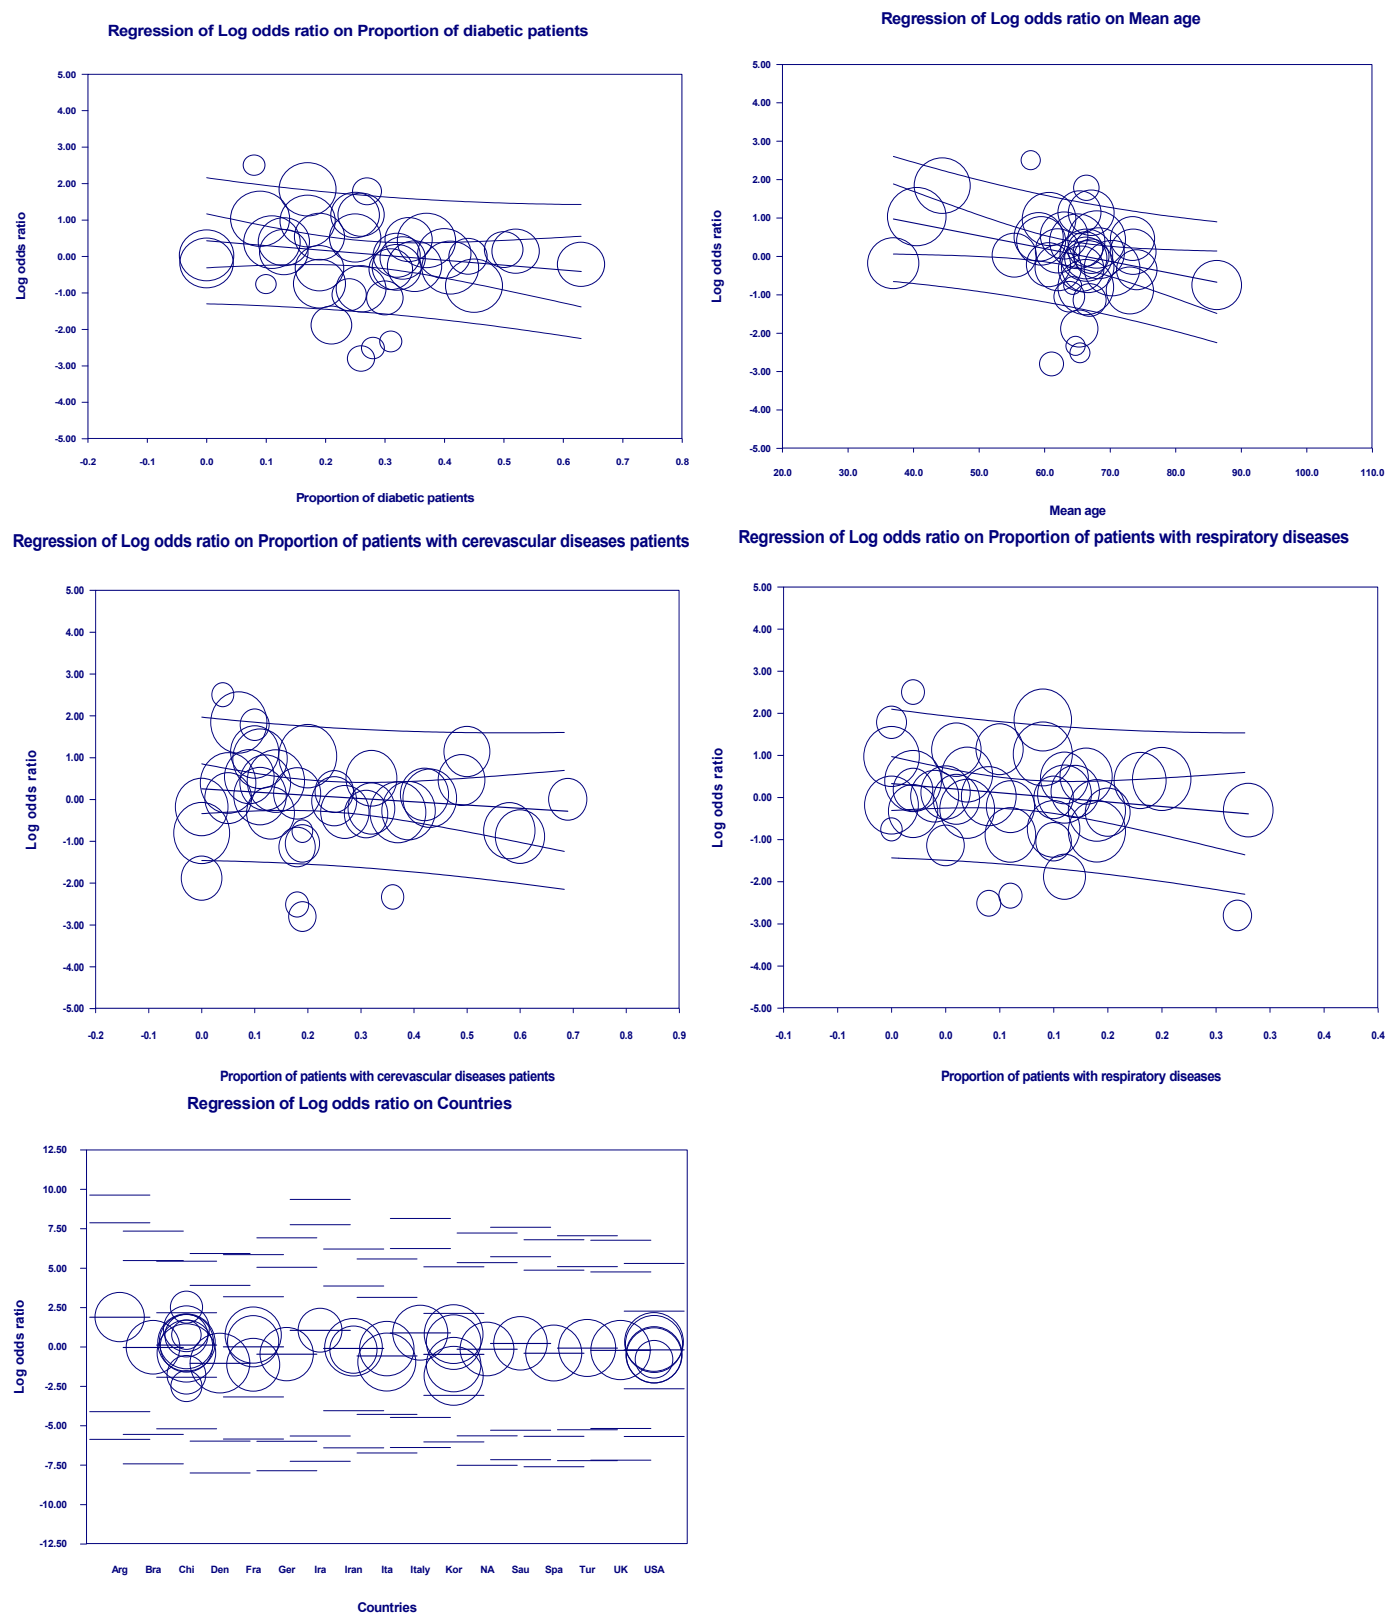 Regression of Log odds ratio on Proportion of diabetic patients
5.00
4.00
3.00
2.00
1.00
0.00
-1.00
-2.00
-3.00
-4.00
-5.00
Log odds ratio
-0.2 -0.1 0.0 0.1 0.2 0.3 0.4 0.5 0.6 0.7 0.8
Proportion of diabetic patients
Regression of Log odds ratio on Mean age
5.00
4.00
3.00
2.00
1.00
0.00
-1.00
-2.00
-3.00
-4.00
-5.00
Log odds ratio
20.0 30.0 40.0 50.0 60.0 70.0 80.0 90.0 100.0 110.0
Mean age
Regression of Log odds ratio on Proportion of patients with cerevascular diseases patients
5.00
4.00
3.00
2.00
1.00
0.00
-1.00
-2.00
-3.00
-4.00
-5.00
Log odds ratio
-0.2 -0.1 0.0 0.1 0.2 0.3 0.4 0.5 0.6 0.7 0.8 0.9
Proportion of patients with cerevascular diseases patients
Regression of Log odds ratio on Proportion of patients with respiratory diseases
5.00
4.00
3.00
2.00
1.00
0.00
-1.00
-2.00
-3.00
-4.00
-5.00
Log odds ratio
-0.1 -0.1 0.0 0.0 0.1 0.1 0.2 0.2 0.3 0.3 0.4 0.4
Proportion of patients with respiratory diseases
Regression of Log odds ratio on Countries
12.50
10.00
7.50
5.00
2.50
0.00
-2.50
-5.00
-7.50
-10.00
-12.50
Log odds ratio
Arg Bra Chi Den Fra Ger Ira Iran Ita Italy Kor NA Sau Spa Tur UK USA
Countries